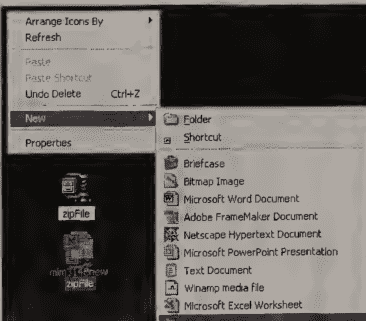 Arrange Icons By
Refresh
Paste
Paste Shortcut
Undo Delete Ctrl+Z
New
Properties
Folder
Shortcut
Briefcase
Bitmap Image
Microsoft Word Document
Adobe FrameMaker Document
Netscape Hypertext Document
Microsoft PowerPoint Presentation
Text Document
Winamp media file
Microsoft Excel Worksheet
zipFile
zipFile